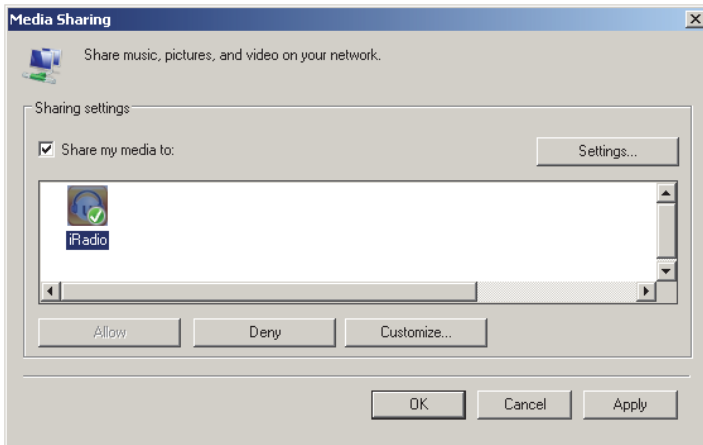 Media Sharing
Share music, pictures, and video on your network.
Sharing settings
Share my media to:
Settings...
iRadio
Allow
Deny
Customize...
OK
Cancel
Apply